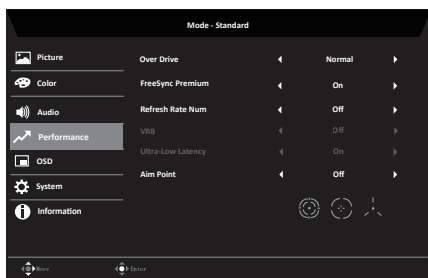 Mode - Standard
Picture
Color
Audio
Performance
OSD
System
Information
Over Drive Normal
FreeSync Premium On
Refresh Rate Num Off
VRB Off
Ultra-Low Latency On
Aim Point Off
Move Enter